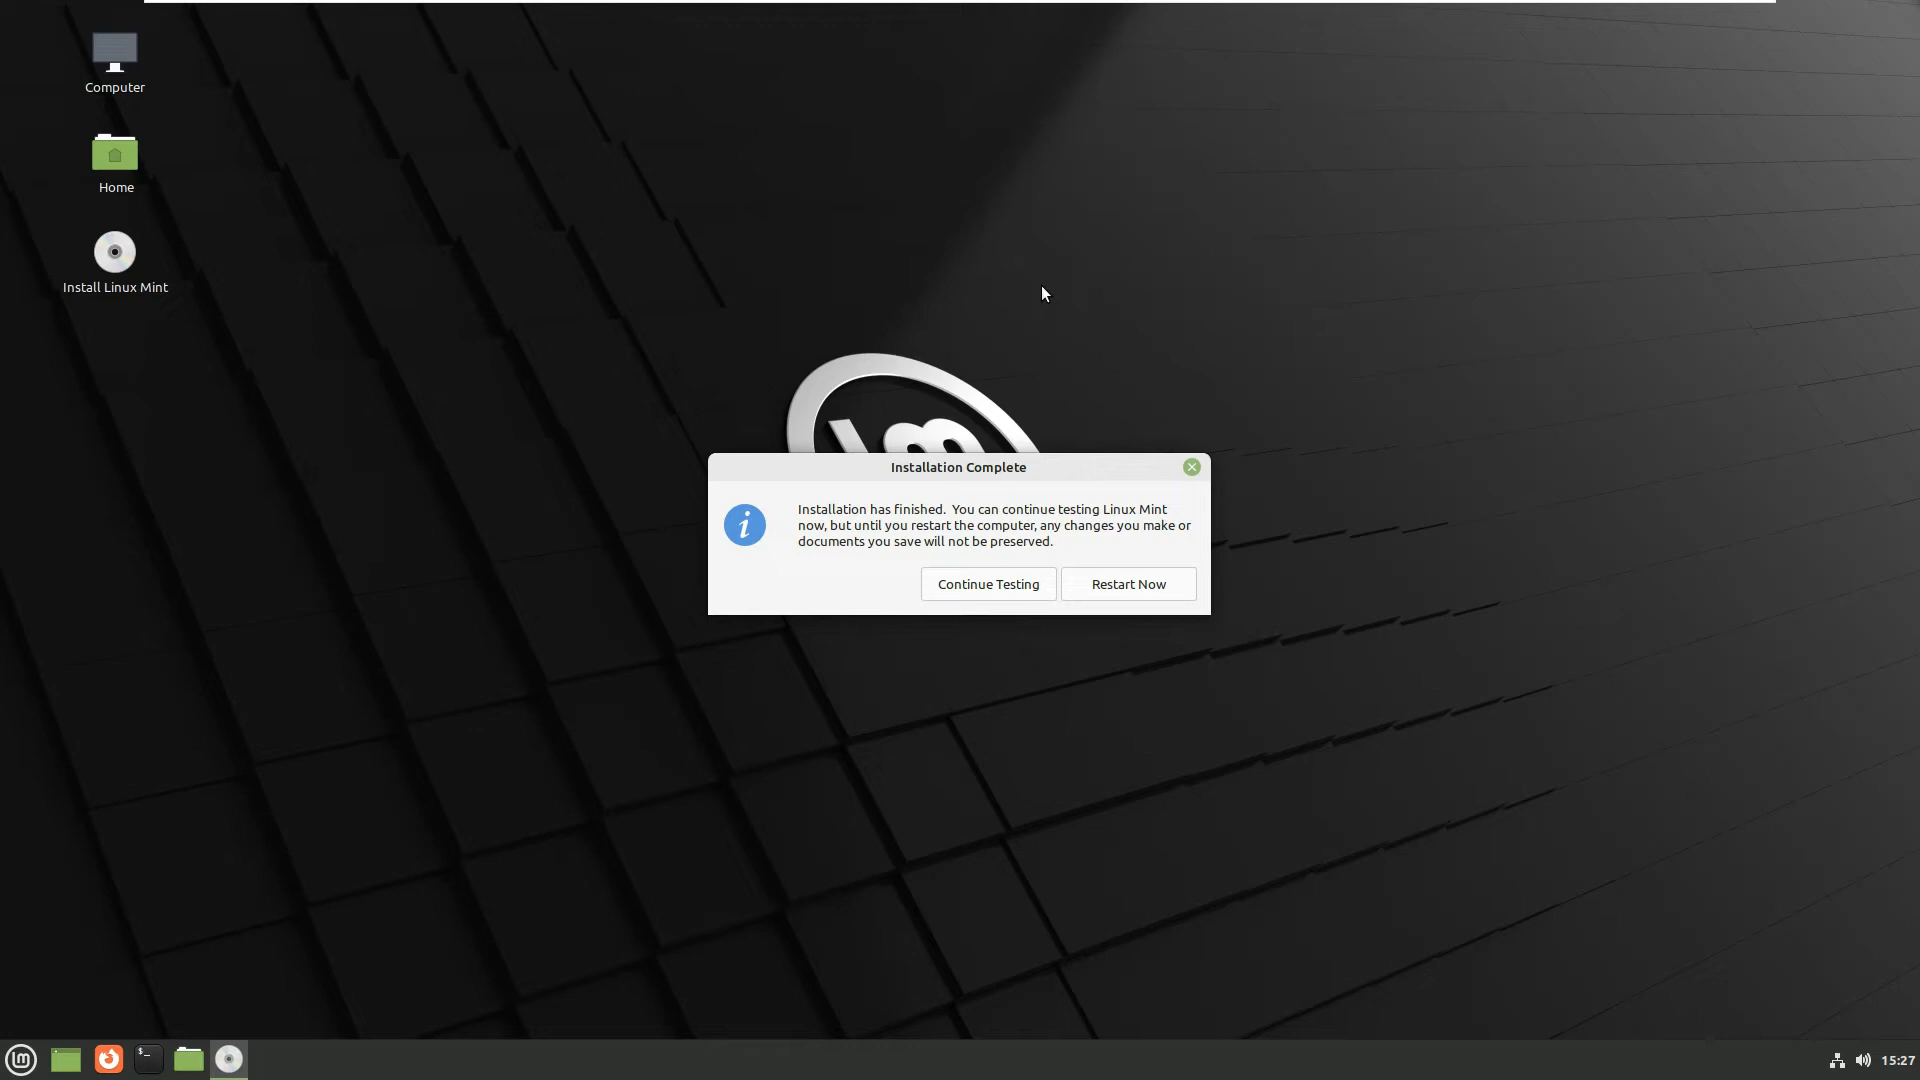 Computer
Home
Install Linux Mint
Installation Complete
Installation has finished.  You can continue testing Linux Mint
now, but until you restart the computer, any changes you make or
documents you save will not be preserved.
Continue Testing
Restart Now
15:27